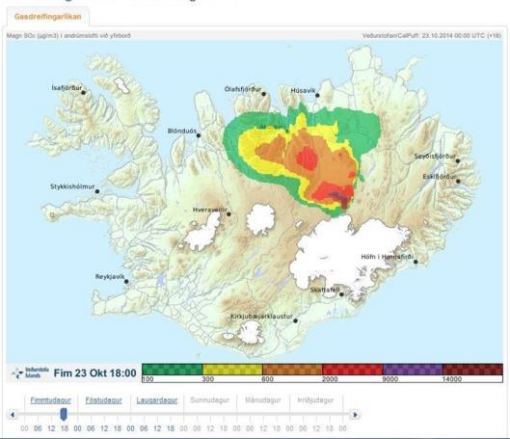 Gasdreifingarlíkan
Magn SO₂ (µg/m3) í andrúmslofti við yfirborð
Veðurstofan/CalPuff: 23.10.2014 00:00 UTC (+18)
Ísafjörður
Ólafsfjörður
Húsavík
Blönduós
Seyðisfjörður
Eskifjörður
Stykkishólmur
Hveravellir
Höfn í Hornafirði
Reykjavík
Skaftafell
Kirkjubæjarklaustur
Veðurstofa
Íslands
Fim 23 Okt 18:00
100 300 600 2000 9000 14000
Fimmtudagur Föstudagur Laugardagur Sunnudagur Mánudagur Þriðjudagur
00 06 12 18 00 06 12 18 00 06 12 18 00 06 12 18 00 06 12 18 00 06 12 18 00